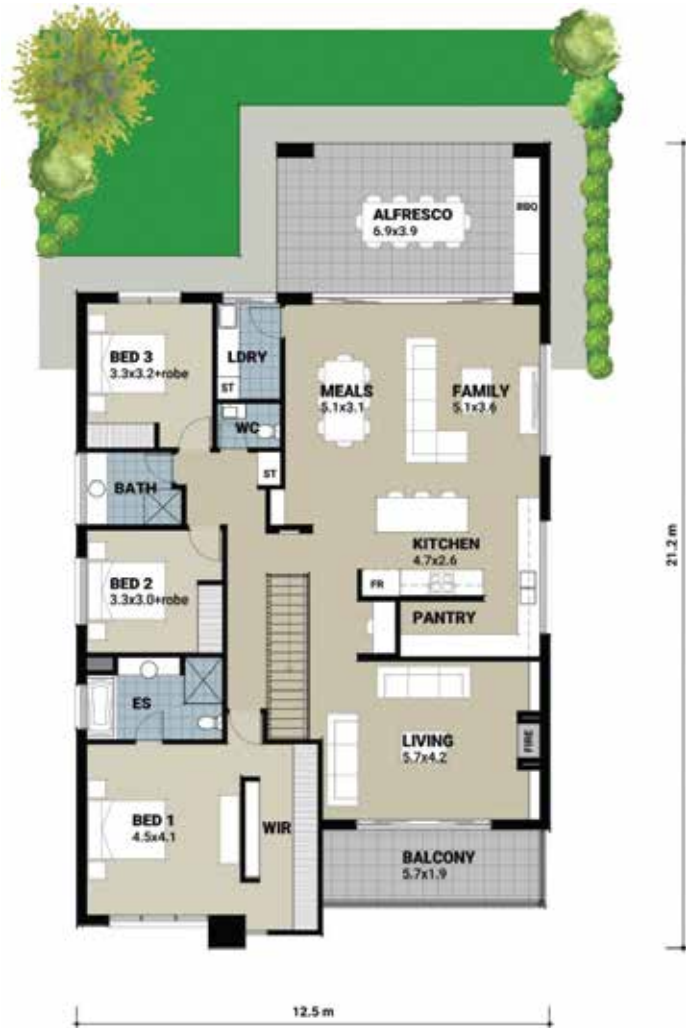 ALFRESCO
6.9x3.9
BBQ
BED 3
3.3x3.2+robe
LDRY
ST
MEALS
5.1x3.1
FAMILY
5.1x3.6
WC
ST
BATH
KITCHEN
4.7x2.6
BED 2
3.3x3.0+robe
FR
PANTRY
ES
LIVING
5.7x4.2
FIRE
BED 1
4.5x4.1
WIR
BALCONY
5.7x1.9
21.2 m
12.5 m